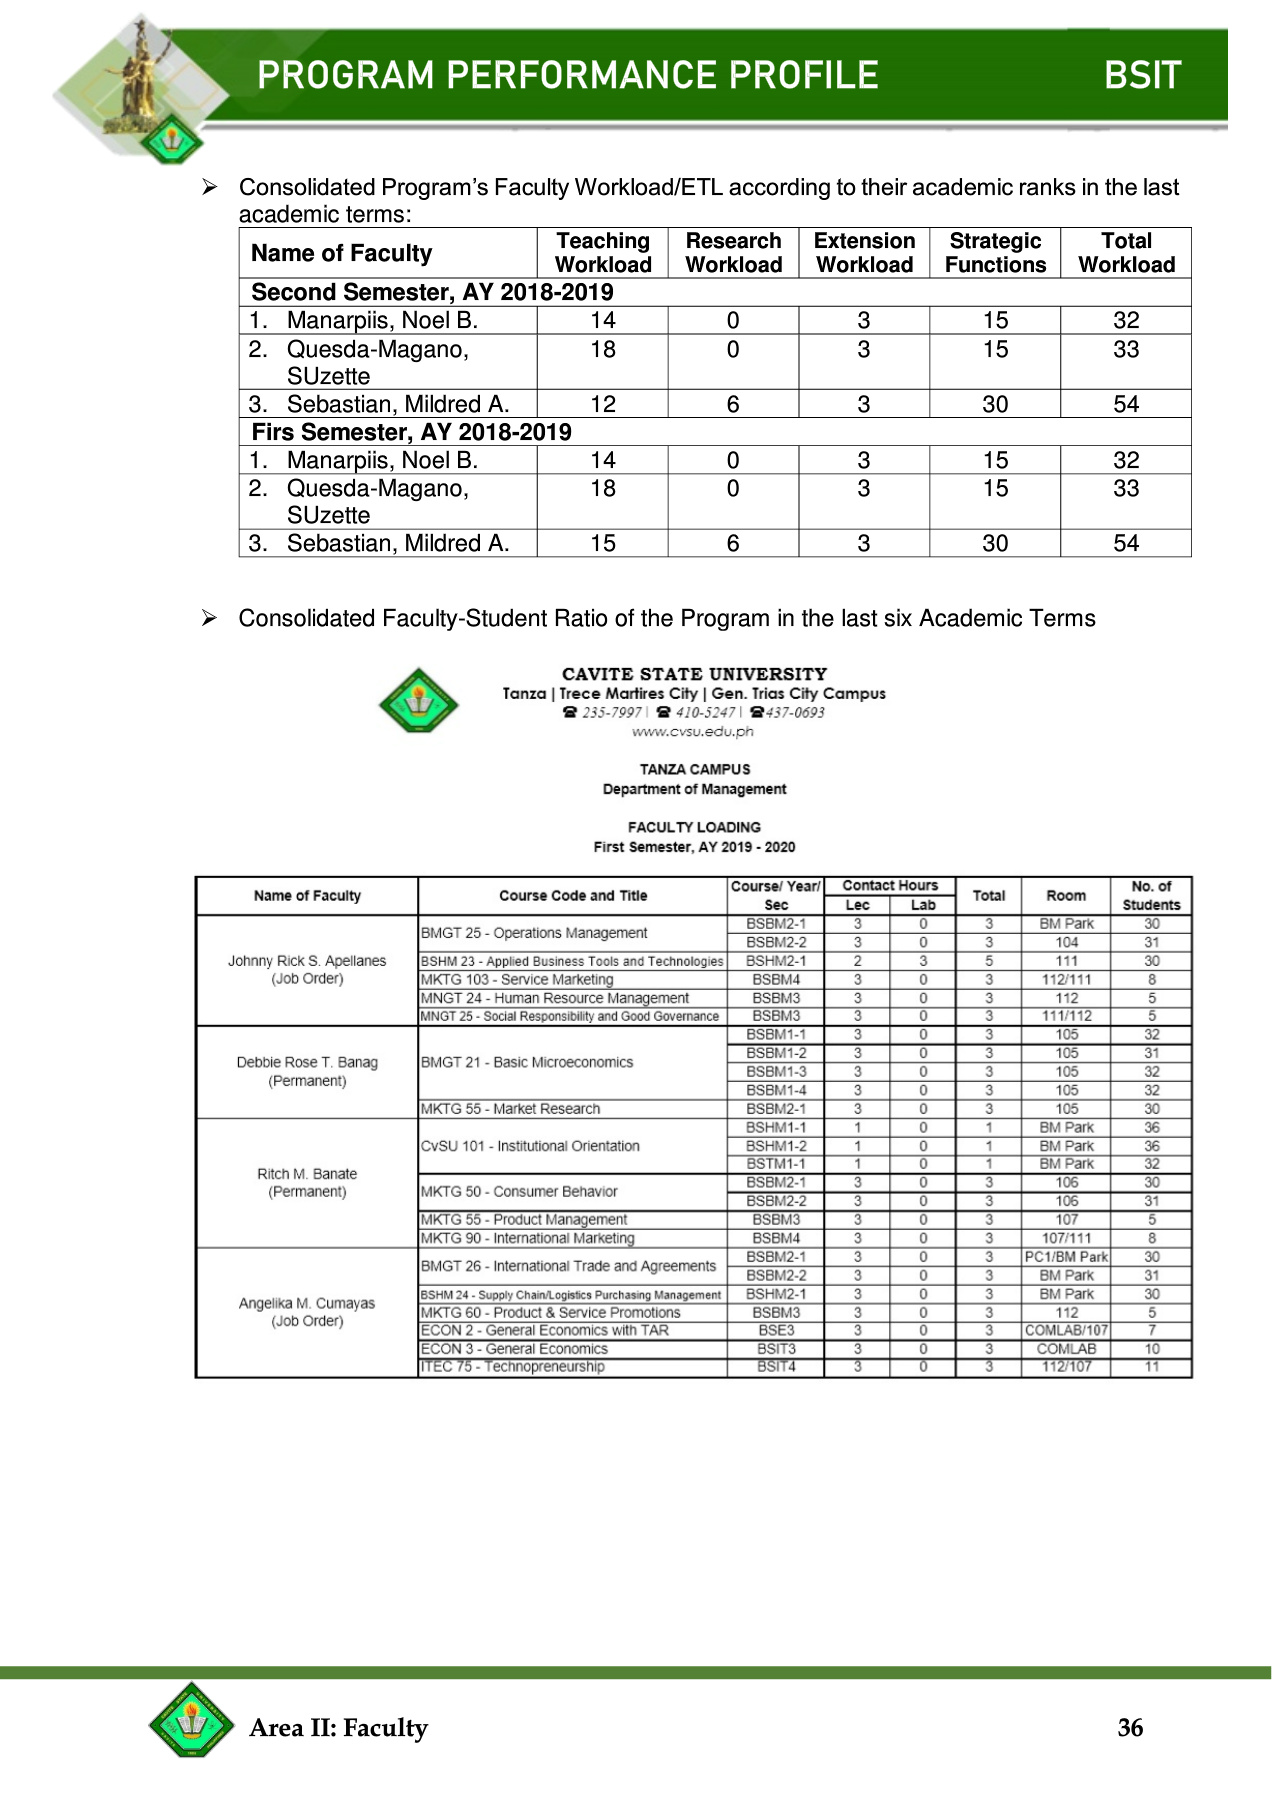 PROGRAM PERFORMANCE PROFILE BSIT
➢ Consolidated Program’s Faculty Workload/ETL according to their academic ranks in the last
academic terms:
Name of Faculty Teaching Workload Research Workload Extension Workload Strategic Functions Total Workload
Second Semester, AY 2018-2019
1. Manarpiis, Noel B. 14 0 3 15 32
2. Quesda-Magano, 18 0 3 15 33
SUzette
3. Sebastian, Mildred A. 12 6 3 30 54
Firs Semester, AY 2018-2019
1. Manarpiis, Noel B. 14 0 3 15 32
2. Quesda-Magano, 18 0 3 15 33
SUzette
3. Sebastian, Mildred A. 15 6 3 30 54
➢ Consolidated Faculty-Student Ratio of the Program in the last six Academic Terms
CAVITE STATE UNIVERSITY
Tanza | Trece Martires City | Gen. Trias City Campus
☎ 235-7997 | ☎ 410-5247 | ☎437-0693
www.cvsu.edu.ph
TANZA CAMPUS
Department of Management
FACULTY LOADING
First Semester, AY 2019 - 2020
Name of Faculty Course Code and Title Course/ Year/ Sec Contact Hours Lec Lab Total Room No. of Students
Johnny Rick S. Apellanes
(Job Order)
BMGT 25 - Operations Management BSBM2-1 3 0 3 BM Park 30
BSBM2-2 3 0 3 104 31
BSHM 23 - Applied Business Tools and Technologies BSHM2-1 2 3 5 111 30
MKTG 103 - Service Marketing BSBM4 3 0 3 112/111 8
MNGT 24 - Human Resource Management BSBM3 3 0 3 112 5
MNGT 25 - Social Responsibility and Good Governance BSBM3 3 0 3 111/112 5
Debbie Rose T. Banag
(Permanent)
BMGT 21 - Basic Microeconomics BSBM1-1 3 0 3 105 32
BSBM1-2 3 0 3 105 31
BSBM1-3 3 0 3 105 32
BSBM1-4 3 0 3 105 32
MKTG 55 - Market Research BSBM2-1 3 0 3 105 30
Ritch M. Banate
(Permanent)
CvSU 101 - Institutional Orientation BSHM1-1 1 0 1 BM Park 36
BSHM1-2 1 0 1 BM Park 36
BSTM1-1 1 0 1 BM Park 32
MKTG 50 - Consumer Behavior BSBM2-1 3 0 3 106 30
BSBM2-2 3 0 3 106 31
MKTG 55 - Product Management BSBM3 3 0 3 107 5
MKTG 90 - International Marketing BSBM4 3 0 3 107/111 8
Angelika M. Cumayas
(Job Order)
BMGT 26 - International Trade and Agreements BSBM2-1 3 0 3 PC1/BM Park 30
BSBM2-2 3 0 3 BM Park 31
BSHM 24 - Supply Chain/Logistics Purchasing Management BSHM2-1 3 0 3 BM Park 30
MKTG 60 - Product & Service Promotions BSBM3 3 0 3 112 5
ECON 2 - General Economics with TAR BSE3 3 0 3 COMLAB/107 7
ECON 3 - General Economics BSIT3 3 0 3 COMLAB 10
ITEC 75 - Technopreneurship BSIT4 3 0 3 112/107 11
Area II: Faculty 36